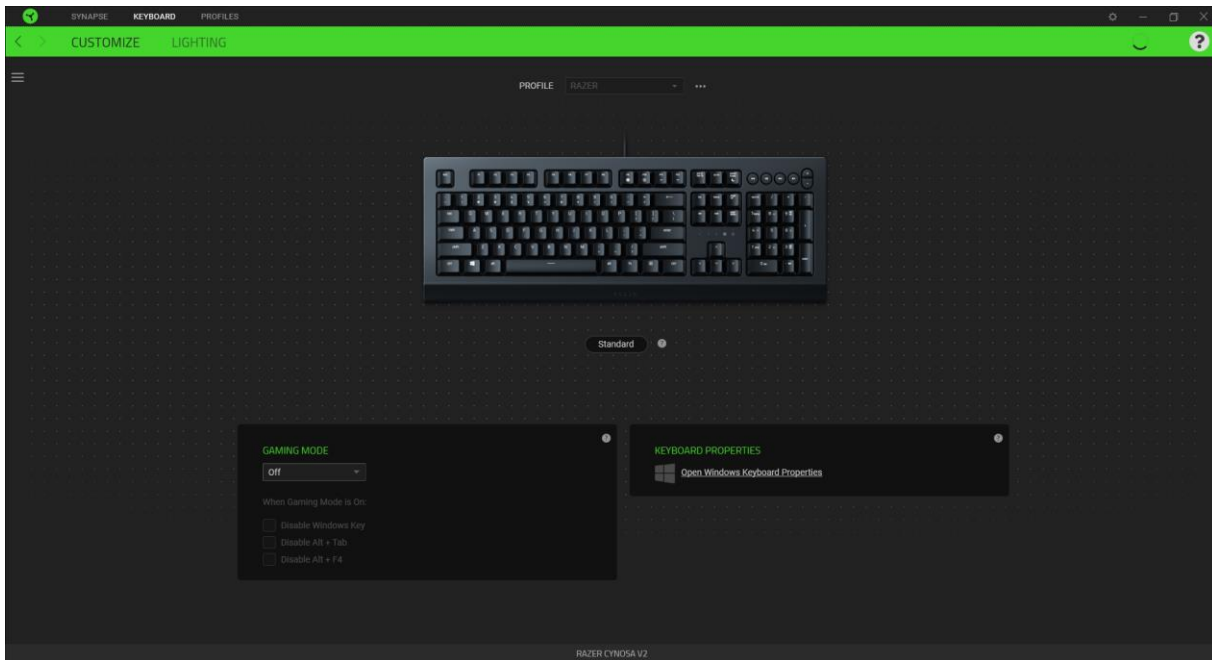 SYNAPSE KEYBOARD PROFILES
CUSTOMIZE LIGHTING
?
PROFILE RAZER
Standard ?
GAMING MODE ?
Off
When Gaming Mode is On:
Disable Windows Key
Disable Alt + Tab
Disable Alt + F4
KEYBOARD PROPERTIES ?
Open Windows Keyboard Properties
RAZER CYNOSA V2